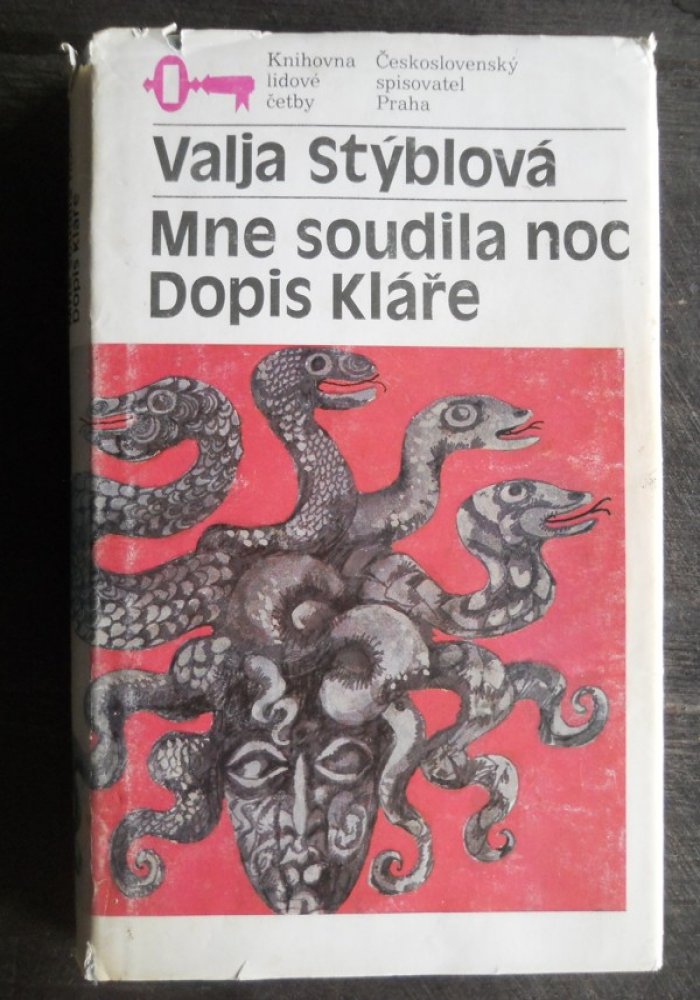 Knihovna
lidové
četby
Československý
spisovatel
Praha
Valja Stýblová
Mne soudila noc
Dopis Kláře
Dopis Kláře